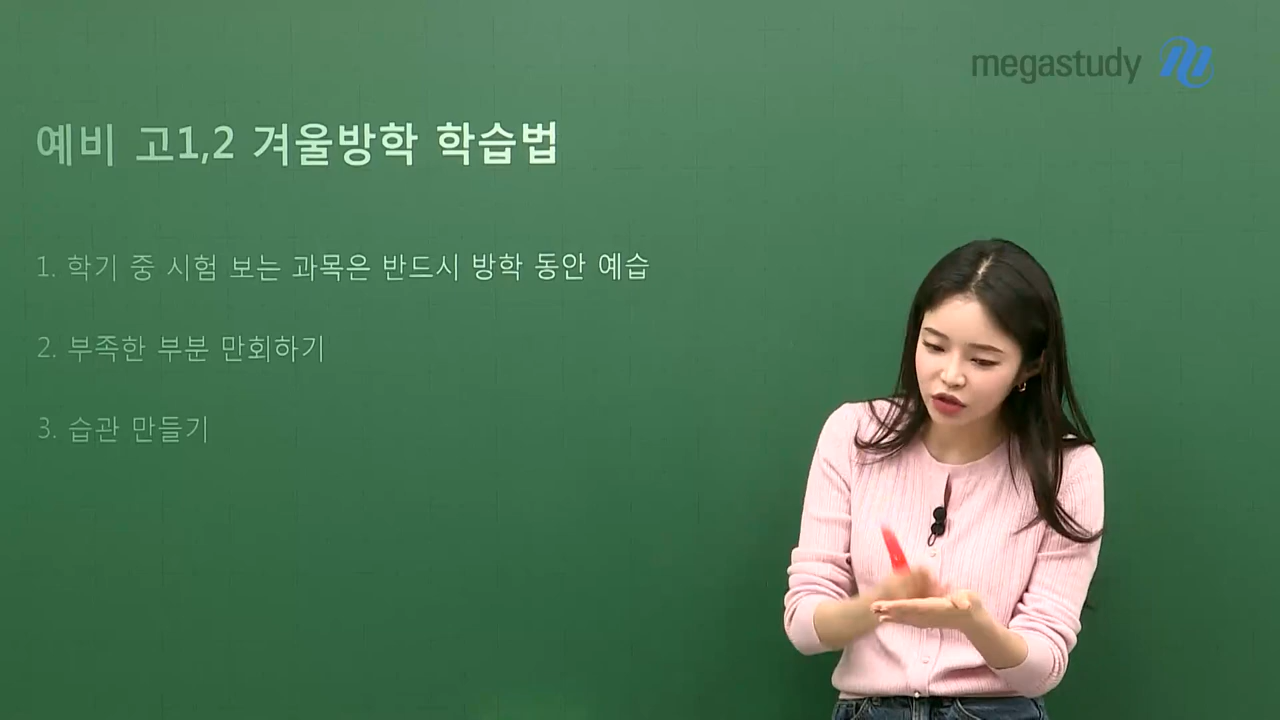 megastudy
예비 고1,2 겨울방학 학습법
1. 학기 중 시험 보는 과목은 반드시 방학 동안 예습
2. 부족한 부분 만회하기
3. 습관 만들기